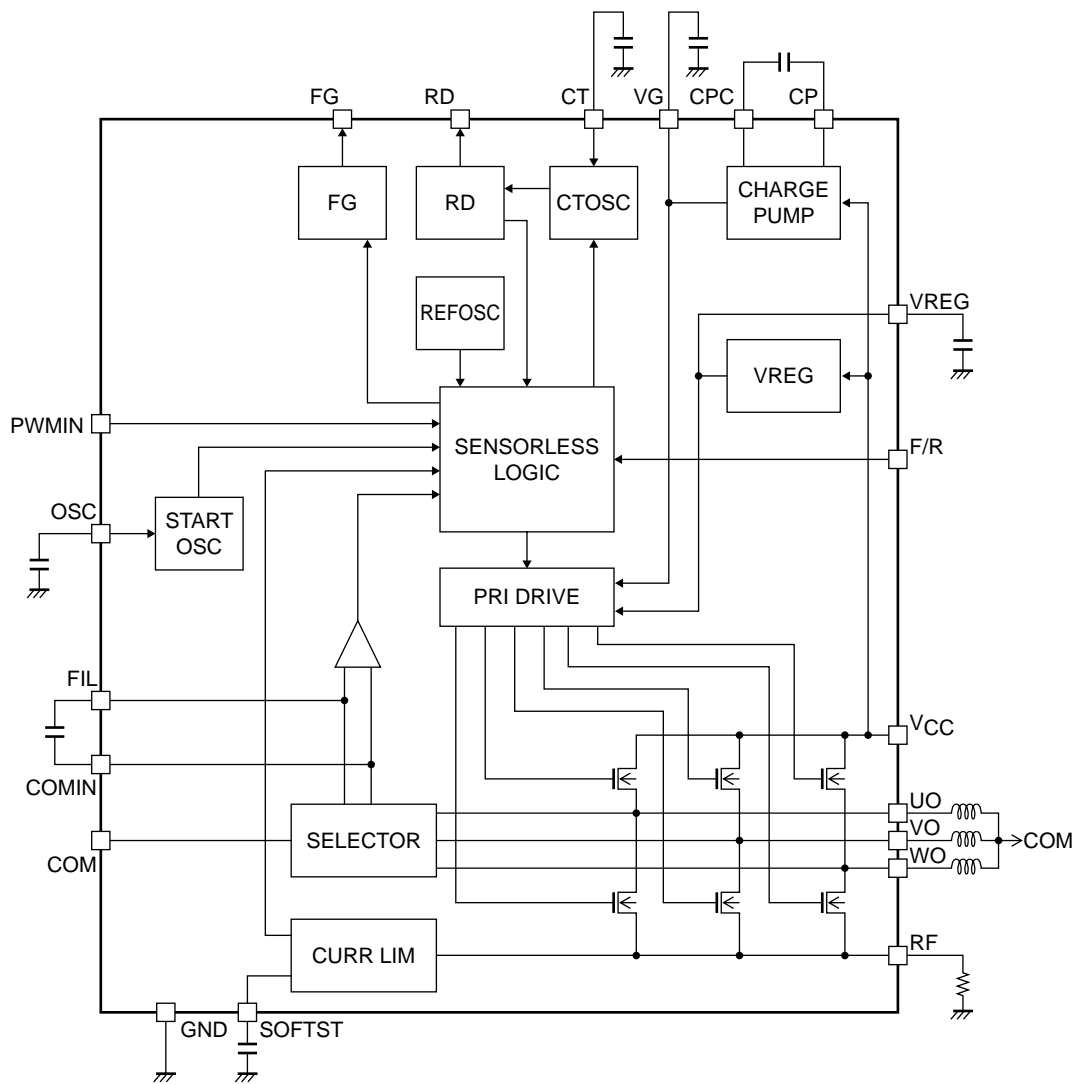 FG
RD
CT
VG
CPC
CP
FG
RD
CTOSC
CHARGE
PUMP
REFOSC
VREG
VREG
PWMIN
SENSORLESS
LOGIC
F/R
OSC
START
OSC
PRI DRIVE
FIL
VCC
COMIN
UO
COM
SELECTOR
VO
COM
WO
CURR LIM
RF
GND
SOFTST